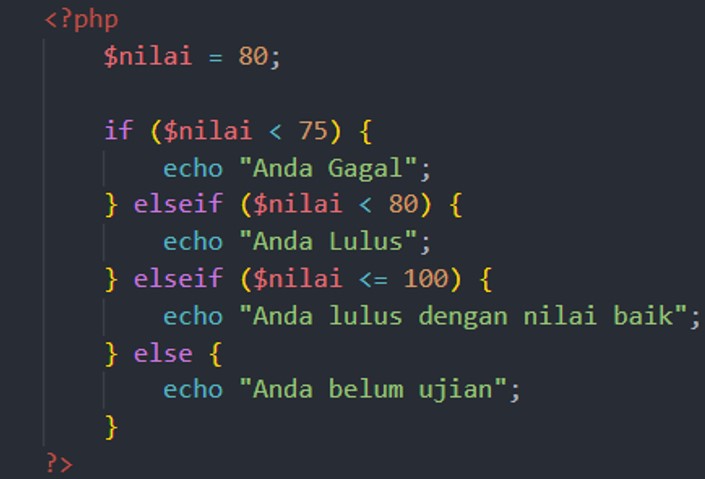 <?php
$nilai = 80;
if ($nilai < 75) {
echo "Anda Gagal";
} elseif ($nilai < 80) {
echo "Anda Lulus";
} elseif ($nilai <= 100) {
echo "Anda lulus dengan nilai baik";
} else {
echo "Anda belum ujian";
}
?>